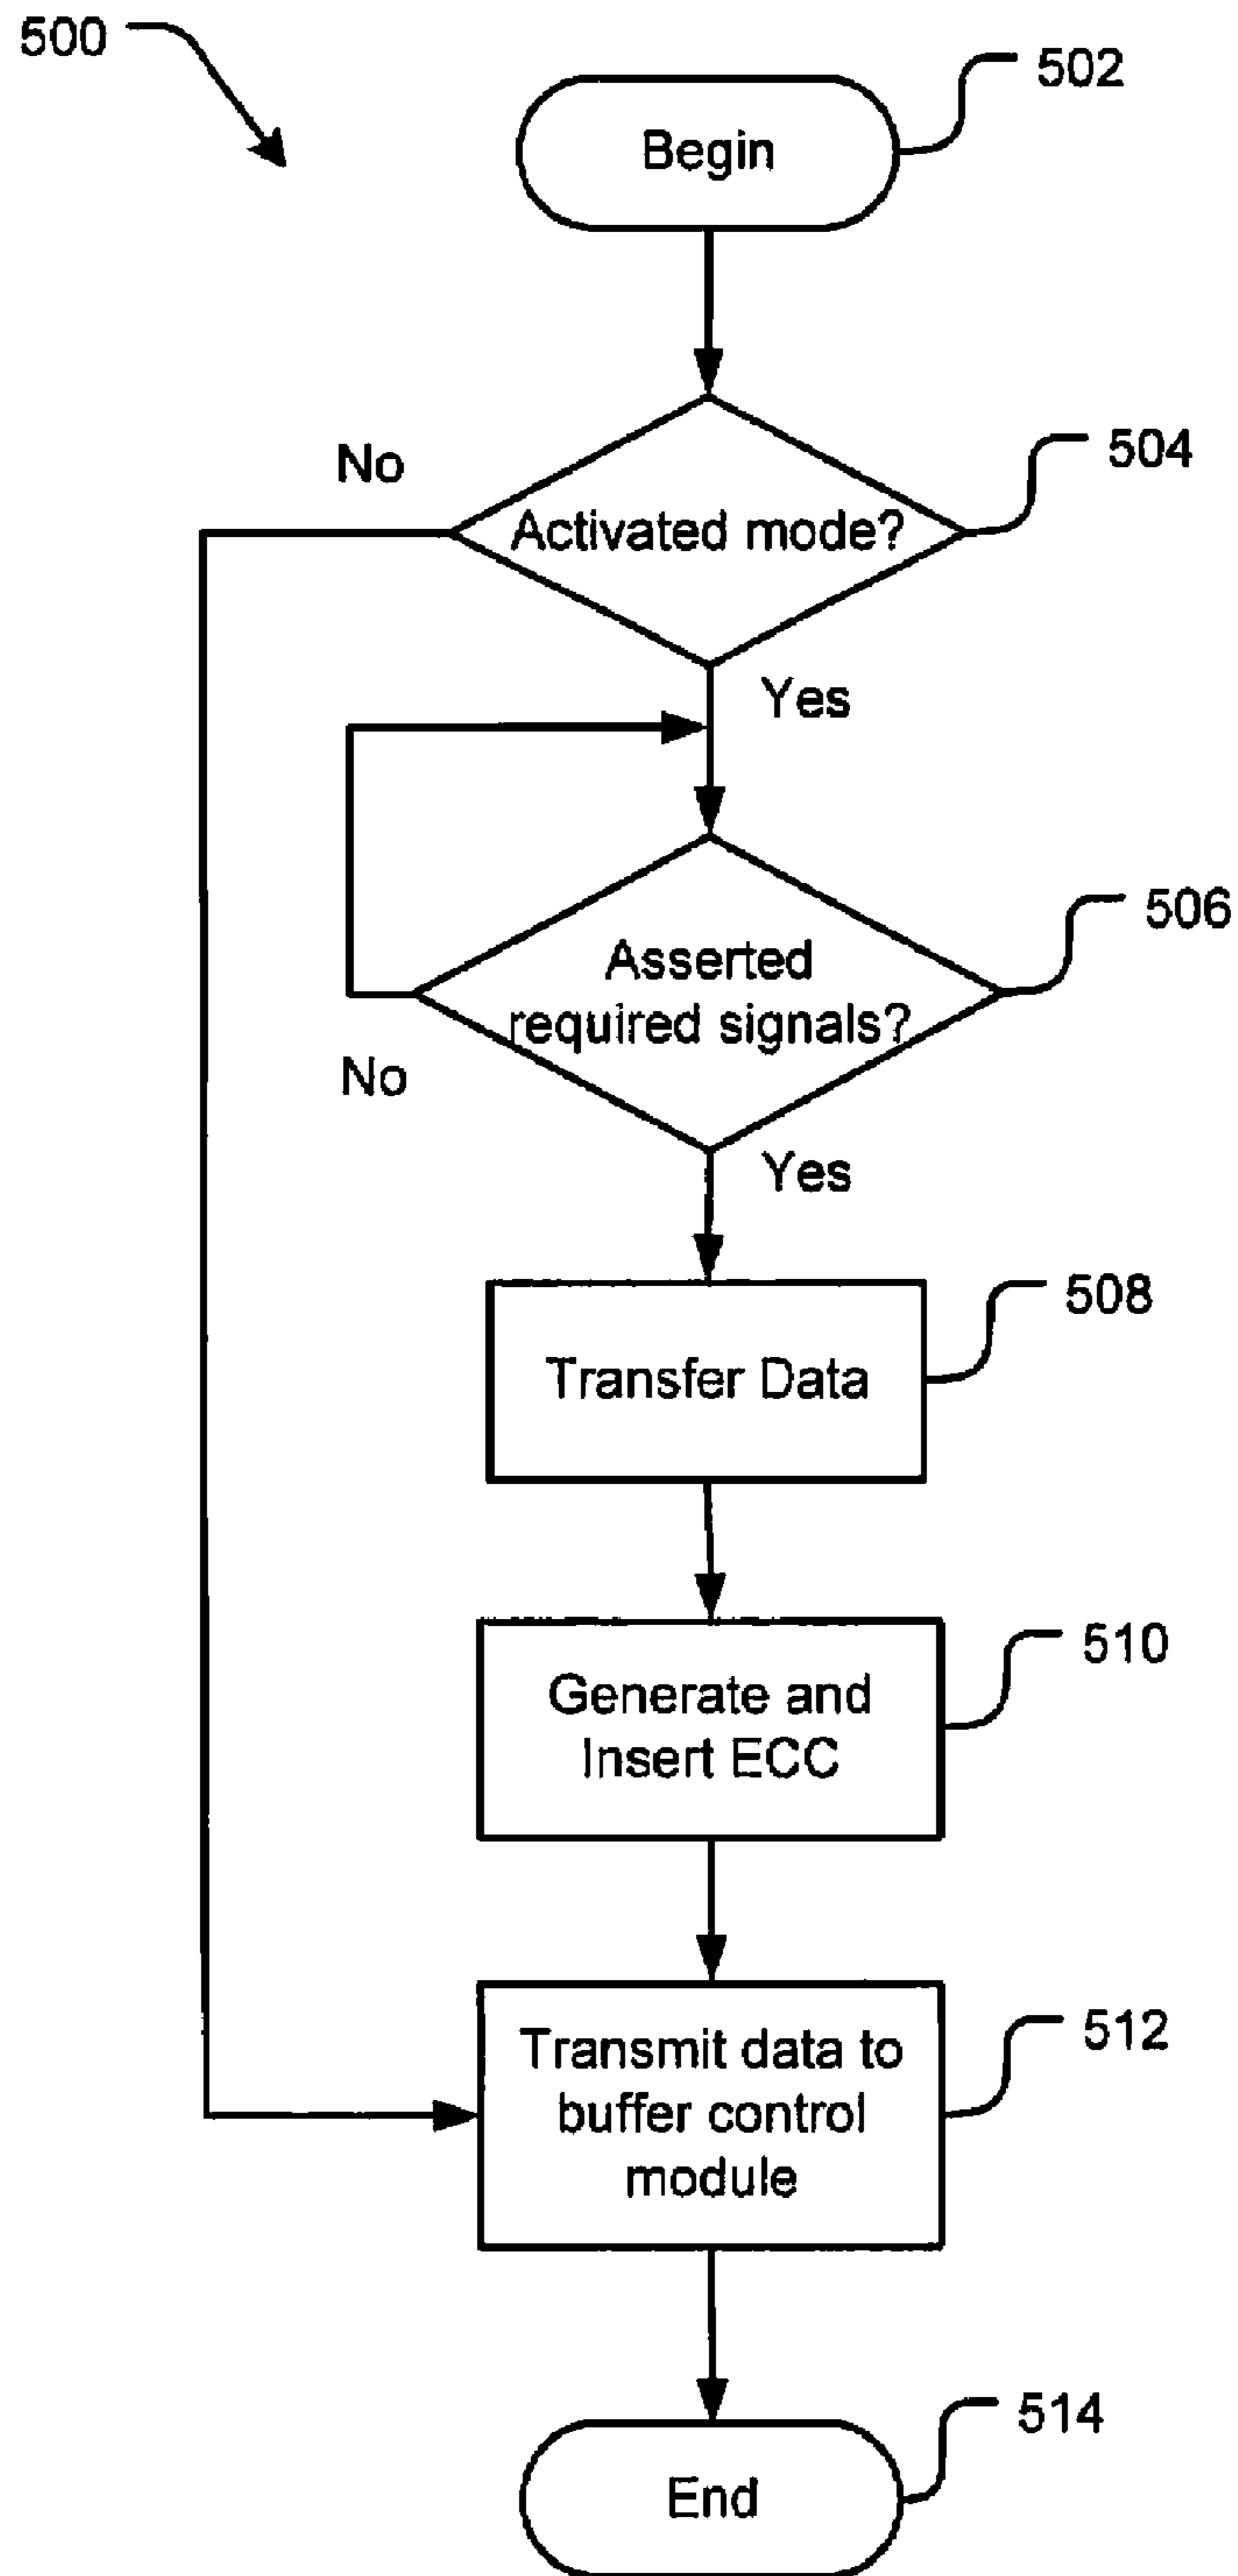 500
502
Begin
No
504
Activated mode?
Yes
506
Asserted
required signals?
No
Yes
508
Transfer Data
510
Generate and
Insert ECC
512
Transmit data to
buffer control
module
514
End